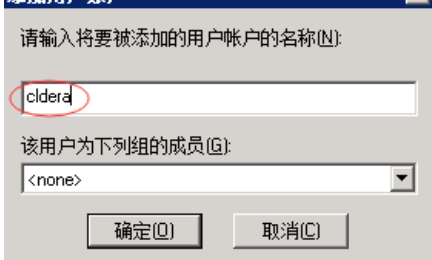 请输入将要被添加的用户帐户的名称(N):
cldera
该用户为下列组的成员(G):
<none>
确定(O)
取消(C)